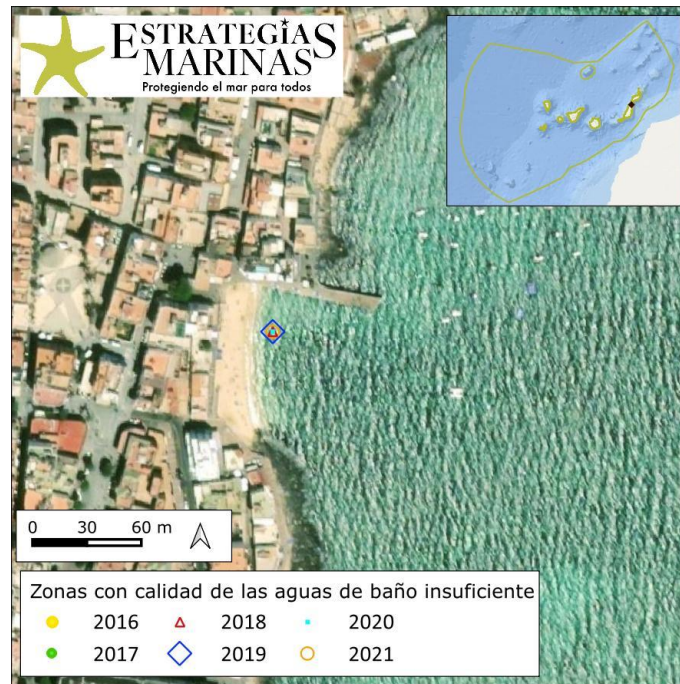 ESTRATEGIAS
MARINAS
Protegiendo el mar para todos
0 30 60 m
Zonas con calidad de las aguas de baño insuficiente
2016 2018 2020
2017 2019 2021